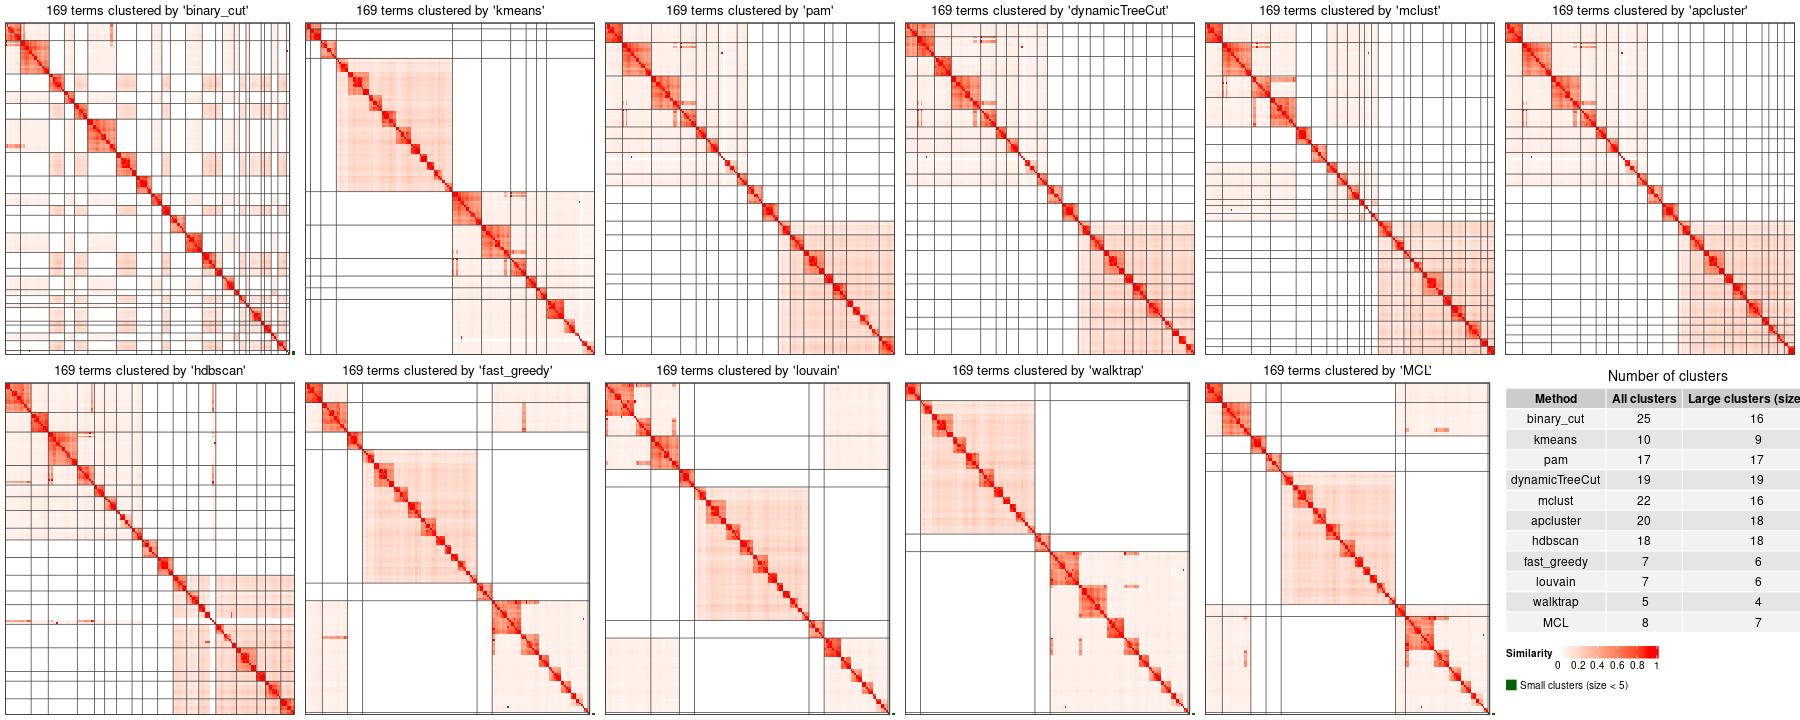 169 terms clustered by 'binary_cut'
169 terms clustered by 'kmeans'
169 terms clustered by 'pam'
169 terms clustered by 'dynamicTreeCut'
169 terms clustered by 'mclust'
169 terms clustered by 'apcluster'
169 terms clustered by 'hdbscan'
169 terms clustered by 'fast_greedy'
169 terms clustered by 'louvain'
169 terms clustered by 'walktrap'
169 terms clustered by 'MCL'
Number of clusters
Method All clusters Large clusters (size
binary_cut 25 16
kmeans 10 9
pam 17 17
dynamicTreeCut 19 19
mclust 22 16
apcluster 20 18
hdbscan 18 18
fast_greedy 7 6
louvain 7 6
walktrap 5 4
MCL 8 7
Similarity
0 0.2 0.4 0.6 0.8 1
Small clusters (size < 5)